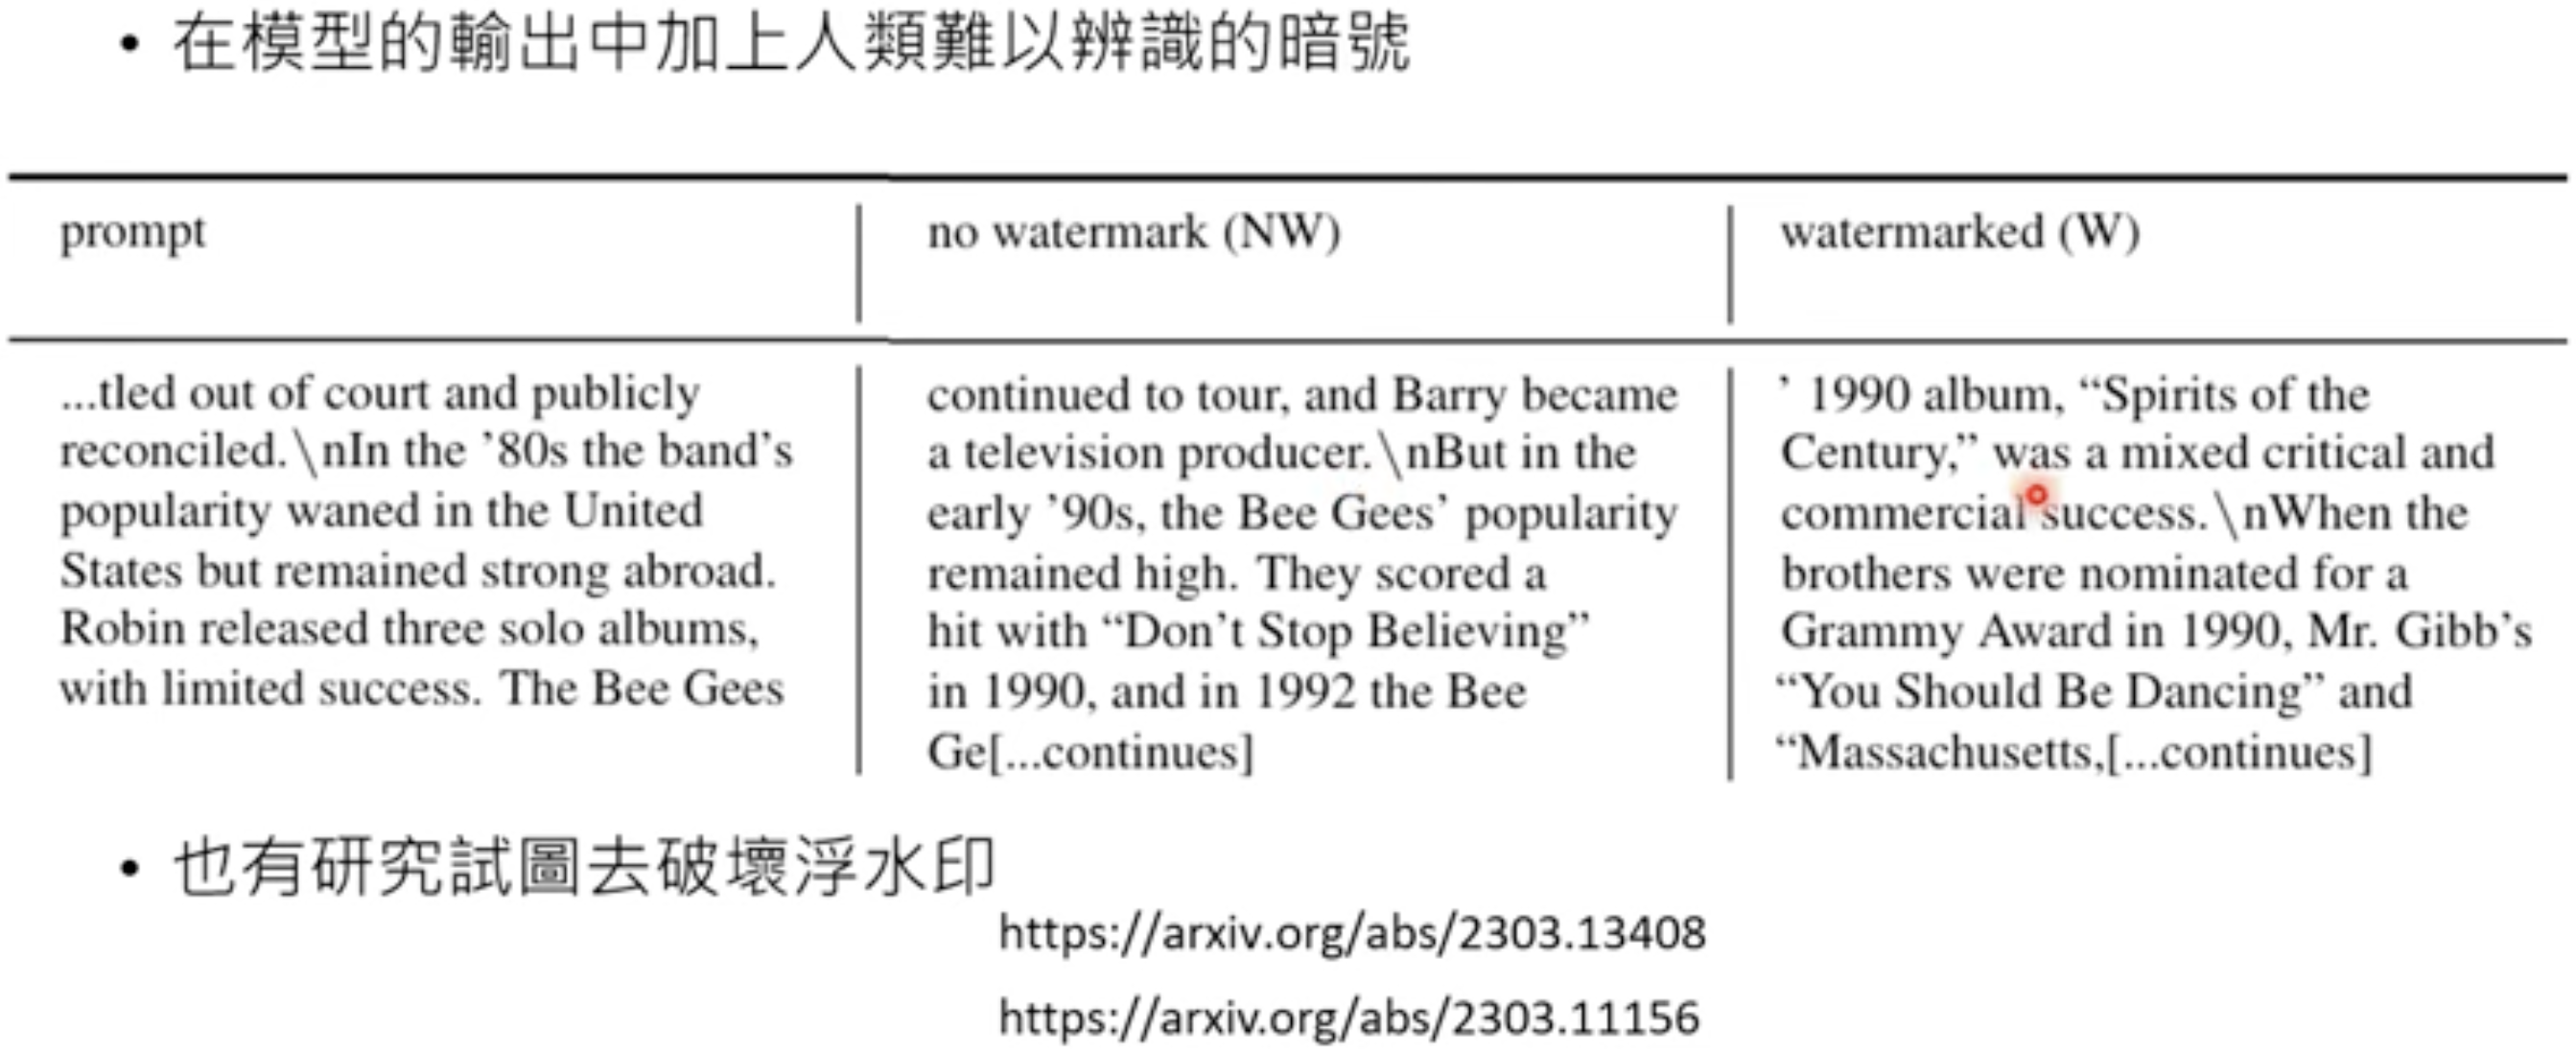 • 在模型的輸出中加上人類難以辨識的暗號
prompt
no watermark (NW)
watermarked (W)
...tled out of court and publicly
reconciled.\nIn the ’80s the band’s
popularity waned in the United
States but remained strong abroad.
Robin released three solo albums,
with limited success. The Bee Gees
continued to tour, and Barry became
a television producer.\nBut in the
early ’90s, the Bee Gees’ popularity
remained high. They scored a
hit with “Don’t Stop Believing”
in 1990, and in 1992 the Bee
Ge[...continues]
’ 1990 album, “Spirits of the
Century,” was a mixed critical and
commercial success.\nWhen the
brothers were nominated for a
Grammy Award in 1990, Mr. Gibb’s
“You Should Be Dancing” and
“Massachusetts,[...continues]
• 也有研究試圖去破壞浮水印
https://arxiv.org/abs/2303.13408
https://arxiv.org/abs/2303.11156